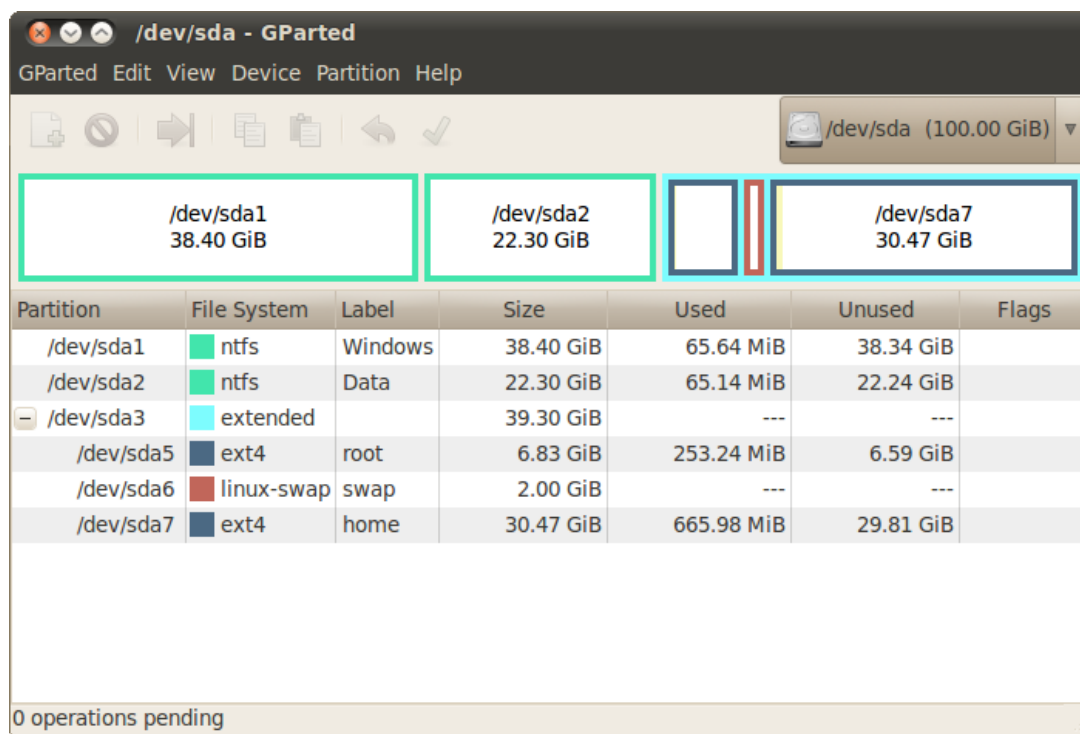 /dev/sda - GParted
GParted Edit View Device Partition Help
/dev/sda (100.00 GiB)
/dev/sda1 /dev/sda2 /dev/sda7
38.40 GiB 22.30 GiB 30.47 GiB
Partition File System Label Size Used Unused Flags
/dev/sda1 ntfs Windows 38.40 GiB 65.64 MiB 38.34 GiB
/dev/sda2 ntfs Data 22.30 GiB 65.14 MiB 22.24 GiB
/dev/sda3 extended 39.30 GiB --- ---
/dev/sda5 ext4 root 6.83 GiB 253.24 MiB 6.59 GiB
/dev/sda6 linux-swap swap 2.00 GiB --- ---
/dev/sda7 ext4 home 30.47 GiB 665.98 MiB 29.81 GiB
0 operations pending